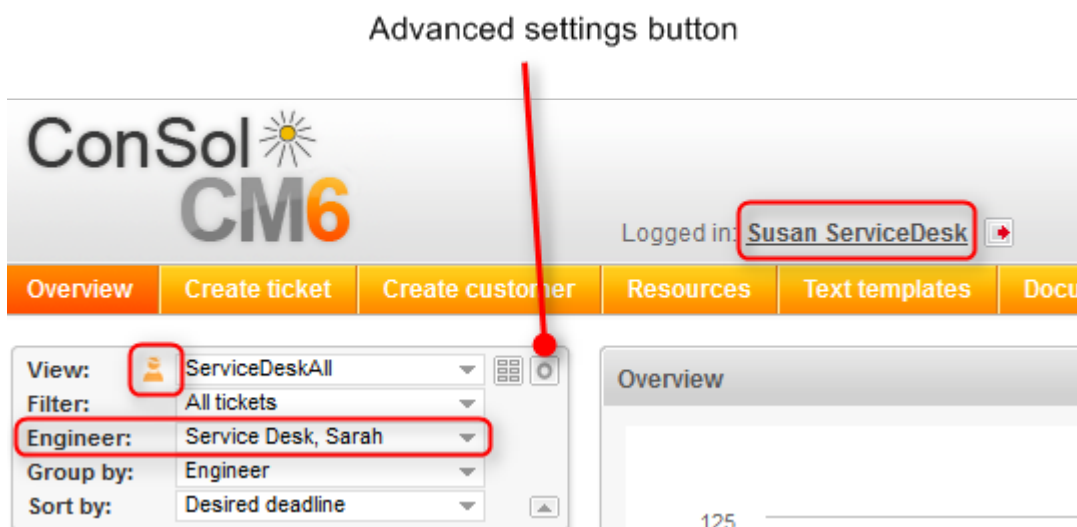 Advanced settings button
ConSol
CM6
Logged in: Susan ServiceDesk
Overview Create ticket Create customer Resources Text templates Docu
View: ServiceDeskAll
Filter: All tickets
Engineer: Service Desk, Sarah
Group by: Engineer
Sort by: Desired deadline
Overview
125